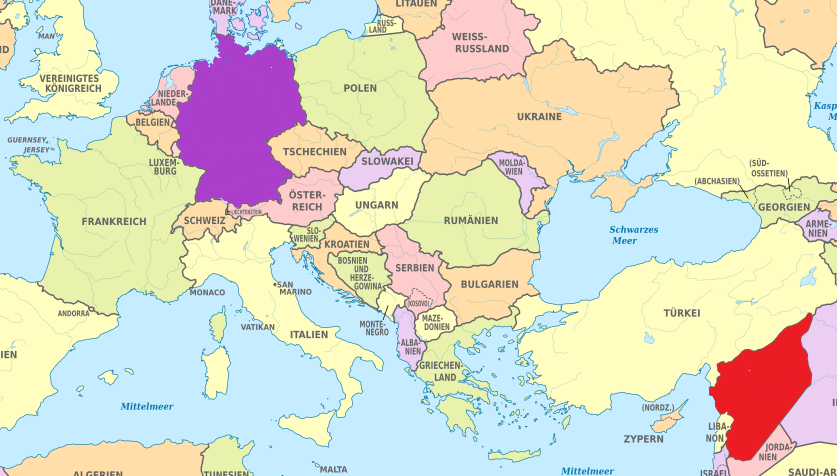 DÄNE-
MARK
LITAUEN
RUSS-
LAND
WEISS-
RUSSLAND
MAN
ND
VEREINIGTES
KÖNIGREICH
NIEDER-
LANDE
POLEN
Kasp
M
BELGIEN
UKRAINE
GUERNSEY,
JERSEY
TSCHECHIEN
LUXEM-
BURG
SLOWAKEI
MOLDA-
WIEN
(SÜD-
OSSETIEN)
(ABCHASIEN)
ÖSTER-
REICH
UNGARN
LIECHTENSTEIN
GEORGIEN
FRANKREICH
SCHWEIZ
RUMÄNIEN
ARME-
NIEN
SLO-
WENIEN
Schwarzes
Meer
KROATIEN
BOSNIEN
UND
HERZE-
GOWINA
SERBIEN
SAN
MARINO
BULGARIEN
MONACO
(KOSOVO)
ANDORRA
TÜRKEI
VATIKAN
MONTE-
NEGRO
MAZE-
DONIEN
ITALIEN
ALBA-
NIEN
IEN
GRIECHEN-
LAND
Mittelmeer
(NORDZ.)
ZYPERN
LIBA-
NON
JORDA-
NIEN
ALGERIEN
TUNESIEN
MALTA
Mittelmeer
ISRAEL
SAUDI-AR